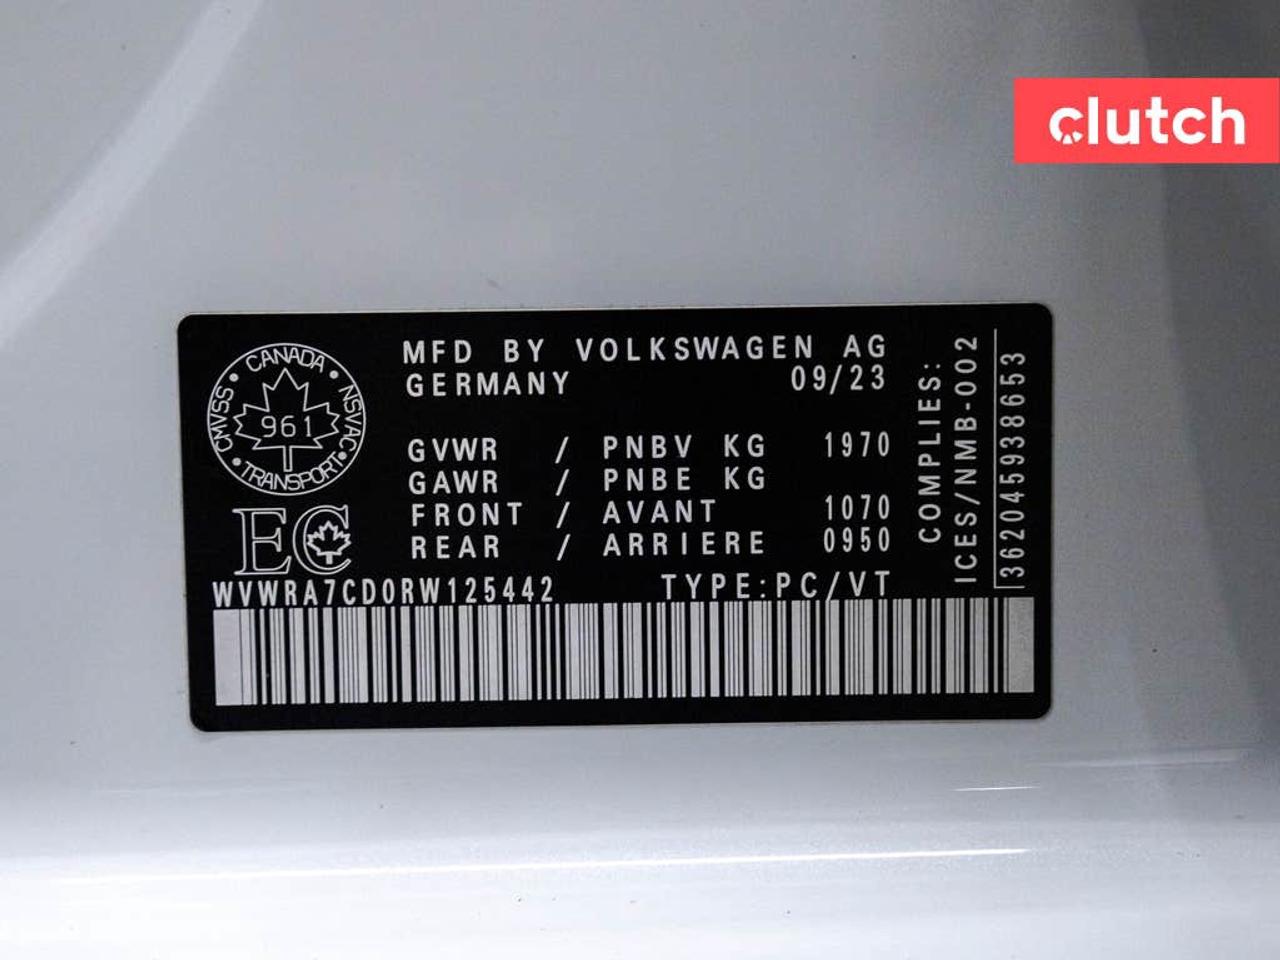 clutch
CANADA
CMVSS
NSVAC
961
TRANSPORT
EC
MFD BY VOLKSWAGEN AG
GERMANY 09/23
GVWR / PNBV KG 1970
GAWR / PNBE KG
FRONT / AVANT 1070
REAR / ARRIERE 0950
WVWRA7CD0RW125442 TYPE:PC/VT
COMPLIES:
ICES/NMB-002
362045938653